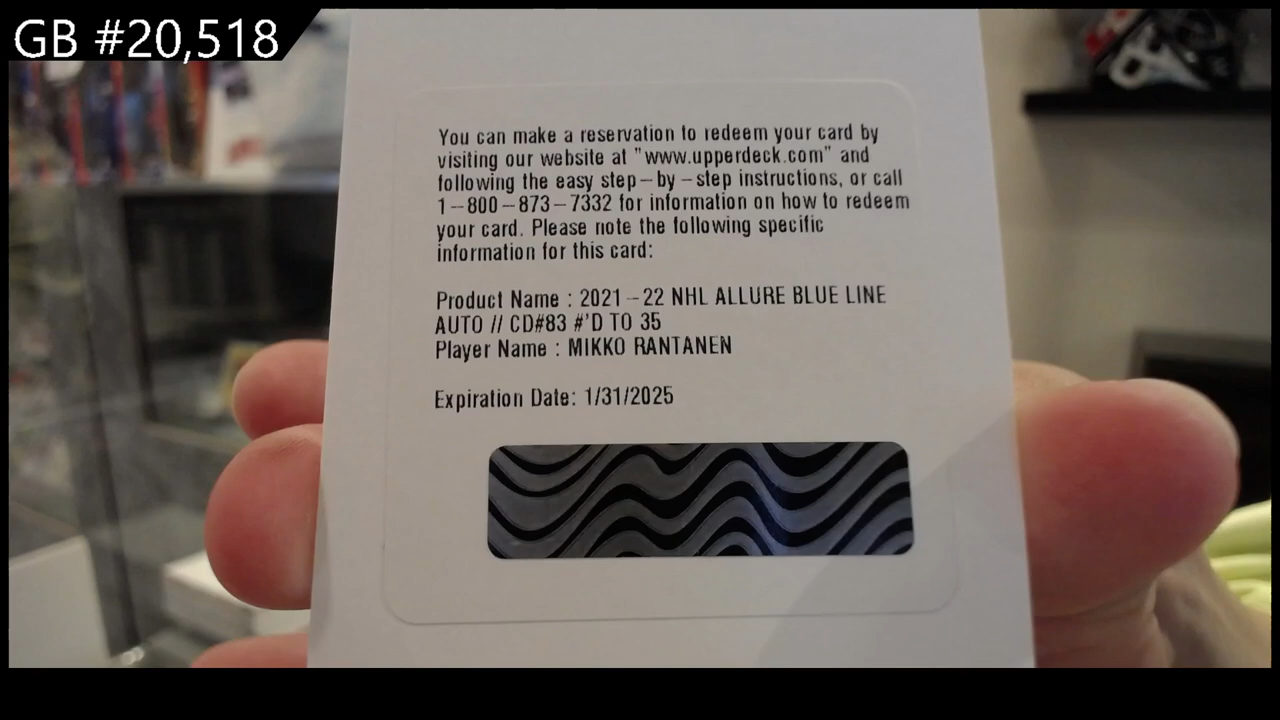 GB #20,518
You can make a reservation to redeem your card by
visiting our website at "www.upperdeck.com" and
following the easy step-by-step instructions, or call
1-800-873-7332 for information on how to redeem
your card. Please note the following specific
information for this card:
Product Name : 2021-22 NHL ALLURE BLUE LINE
AUTO // CD#83 #'D TO 35
Player Name : MIKKO RANTANEN
Expiration Date: 1/31/2025